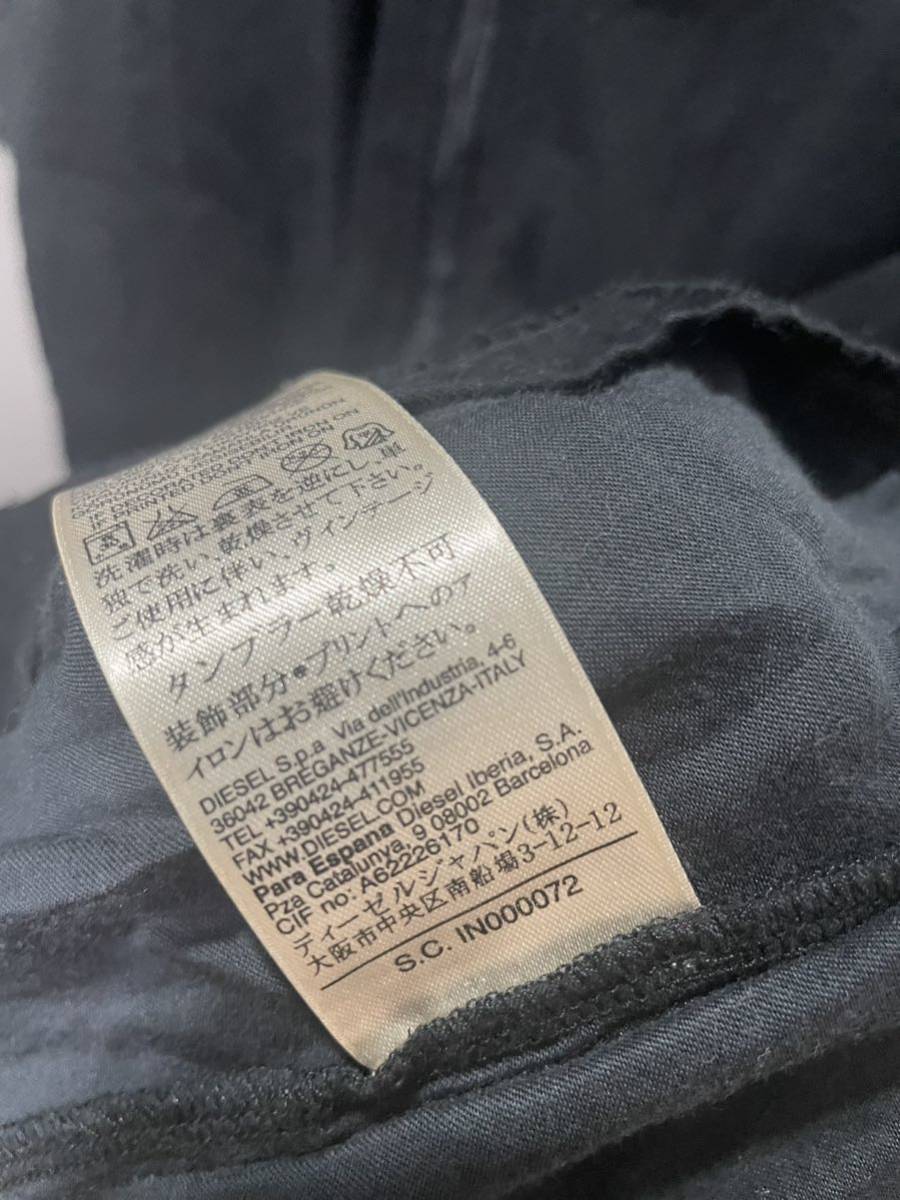 IF PRINTED DO NOT IRON ON
洗濯時は裏表を逆にし、単
独で洗い、乾燥させて下さい。
ご使用に伴い、ヴィンテージ
感が生まれます。
タンブラー乾燥不可
装飾部分・プリントへのア
イロンはお避けください。
DIESEL S.p.a Via dell'Industria, 4-6
36042 BREGANZE-VICENZA-ITALY
TEL +390424-477555
FAX +390424-411955
WWW.DIESEL.COM
Para Espana Diesel Iberia, S.A.
Pza Catalunya, 9 08002 Barcelona
CIF no: A62226170
ディーゼルジャパン(株)
大阪市中央区南船場3-12-12
S.C. IN000072